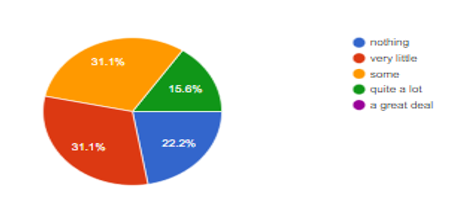 31.1%
15.6%
31.1%
22.2%
nothing
very little
some
quite a lot
a great deal